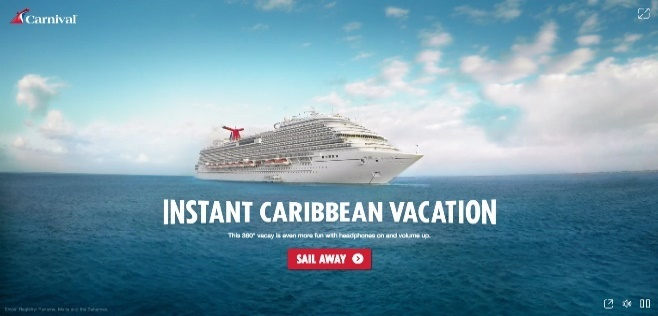 Carnival
INSTANT CARIBBEAN VACATION
This 360° vacay is even more fun with headphones on and volume up.
SAIL AWAY